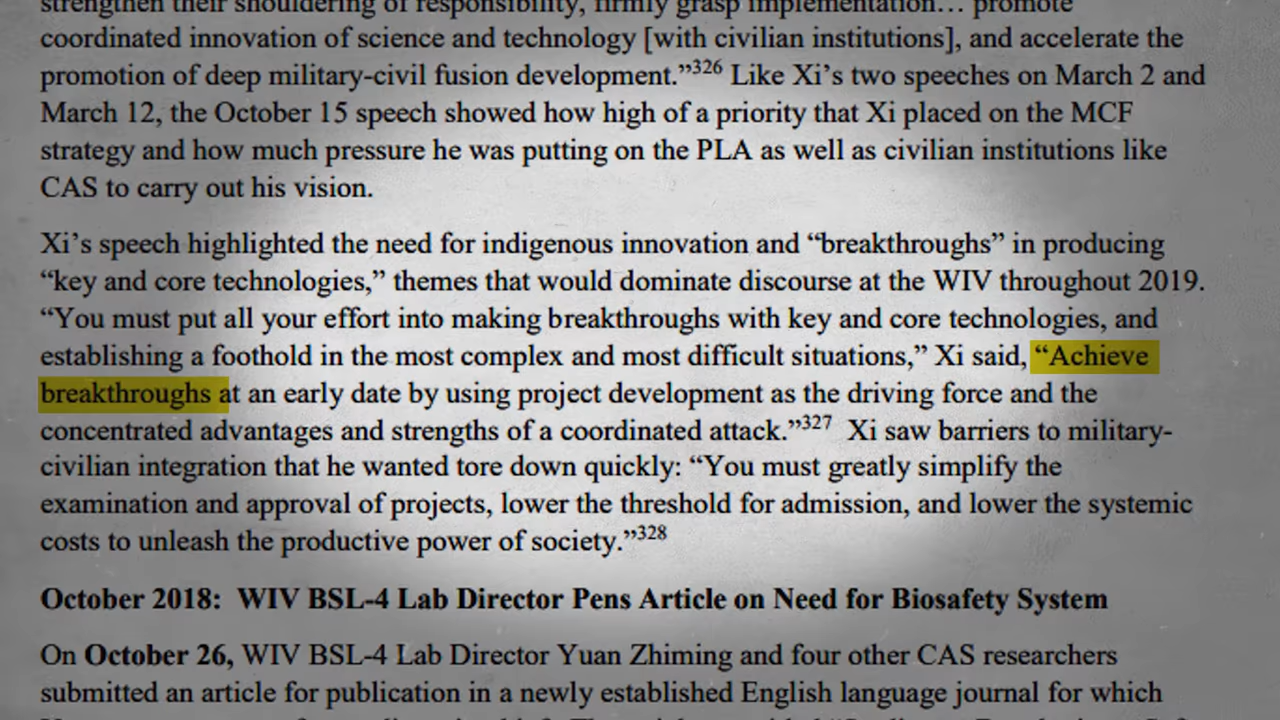 strengthen their shouldering of responsibility, firmly grasp implementation… promote
coordinated innovation of science and technology [with civilian institutions], and accelerate the
promotion of deep military-civil fusion development.”326 Like Xi’s two speeches on March 2 and
March 12, the October 15 speech showed how high of a priority that Xi placed on the MCF
strategy and how much pressure he was putting on the PLA as well as civilian institutions like
CAS to carry out his vision.
Xi’s speech highlighted the need for indigenous innovation and “breakthroughs” in producing
“key and core technologies,” themes that would dominate discourse at the WIV throughout 2019.
“You must put all your effort into making breakthroughs with key and core technologies, and
establishing a foothold in the most complex and most difficult situations,” Xi said, “Achieve
breakthroughs at an early date by using project development as the driving force and the
concentrated advantages and strengths of a coordinated attack.”327 Xi saw barriers to military-
civilian integration that he wanted tore down quickly: “You must greatly simplify the
examination and approval of projects, lower the threshold for admission, and lower the systemic
costs to unleash the productive power of society.”328
October 2018: WIV BSL-4 Lab Director Pens Article on Need for Biosafety System
On October 26, WIV BSL-4 Lab Director Yuan Zhiming and four other CAS researchers
submitted an article for publication in a newly established English language journal for which